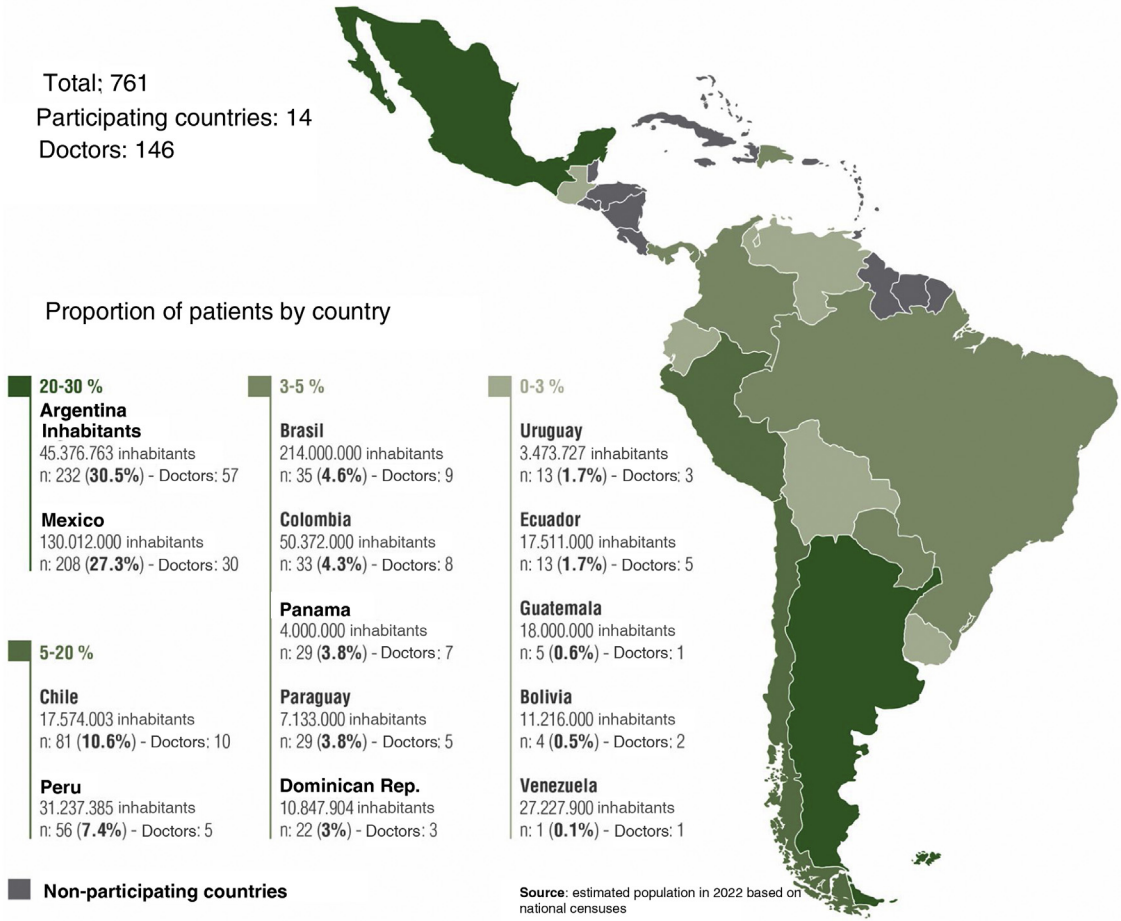 Total: 761
Participating countries: 14
Doctors: 146
Proportion of patients by country
20-30 %
Argentina
Inhabitants
45.376.763 inhabitants
n: 232 (30.5%) - Doctors: 57
Mexico
130.012.000 inhabitants
n: 208 (27.3%) - Doctors: 30
5-20 %
Chile
17.574.003 inhabitants
n: 81 (10.6%) - Doctors: 10
Peru
31.237.385 inhabitants
n: 56 (7.4%) - Doctors: 5
3-5 %
Brasil
214.000.000 inhabitants
n: 35 (4.6%) - Doctors: 9
Colombia
50.372.000 inhabitants
n: 33 (4.3%) - Doctors: 8
Panama
4.000.000 inhabitants
n: 29 (3.8%) - Doctors: 7
Paraguay
7.133.000 inhabitants
n: 29 (3.8%) - Doctors: 5
Dominican Rep.
10.847.904 inhabitants
n: 22 (3%) - Doctors: 3
0-3 %
Uruguay
3.473.727 inhabitants
n: 13 (1.7%) - Doctors: 3
Ecuador
17.511.000 inhabitants
n: 13 (1.7%) - Doctors: 5
Guatemala
18.000.000 inhabitants
n: 5 (0.6%) - Doctors: 1
Bolivia
11.216.000 inhabitants
n: 4 (0.5%) - Doctors: 2
Venezuela
27.227.900 inhabitants
n: 1 (0.1%) - Doctors: 1
Non-participating countries
Source: estimated population in 2022 based on
national censuses